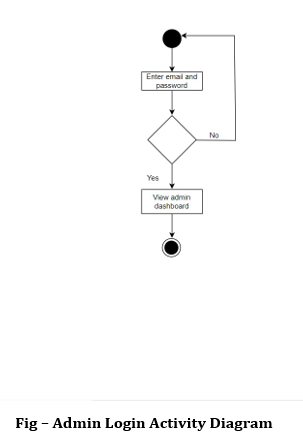 Enter email and
password
No
Yes
View admin
dashboard
Fig – Admin Login Activity Diagram